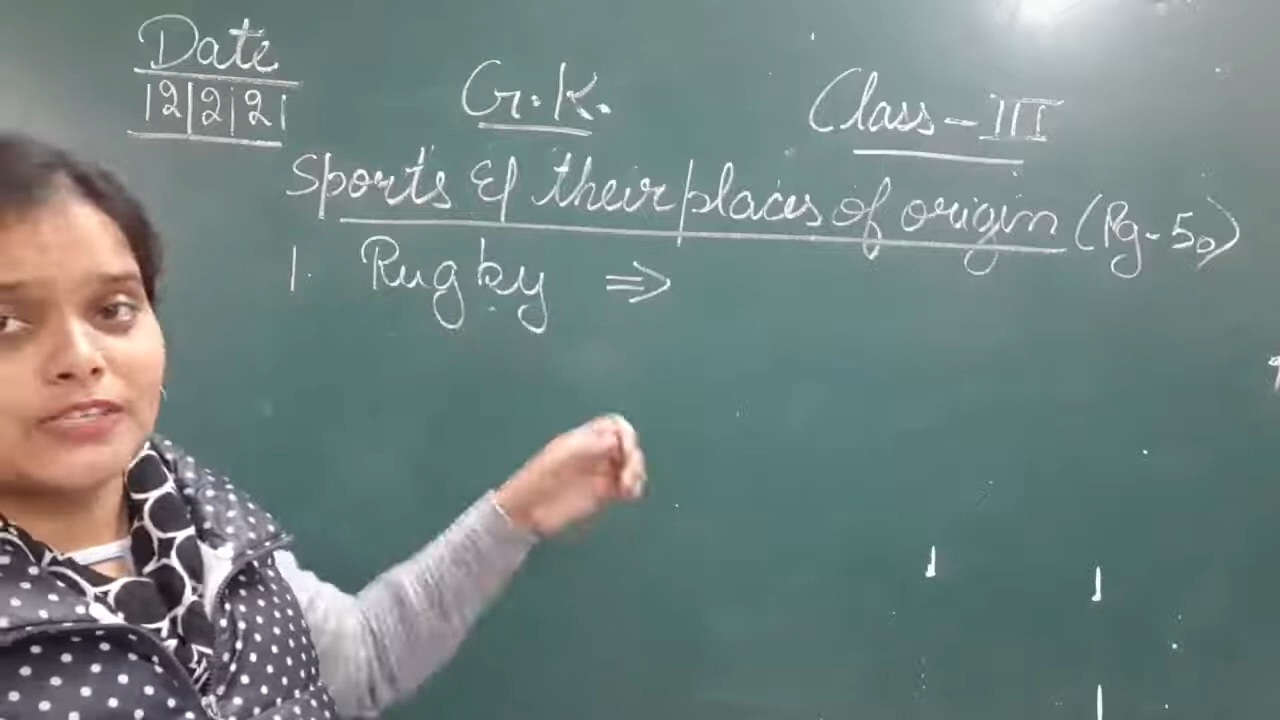 Date
12|2|21
G.K.
Class-III
Sports & their places of origin (Pg-50)
1. Rugby ⇒